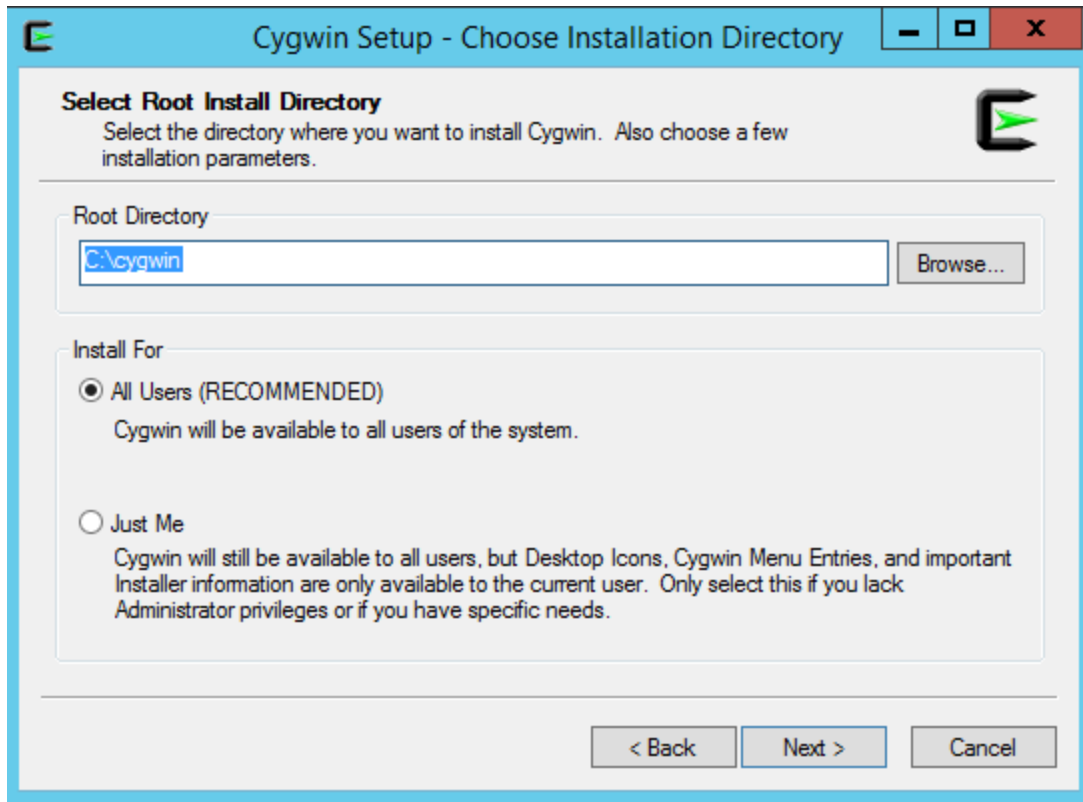 Cygwin Setup - Choose Installation Directory
Select Root Install Directory
Select the directory where you want to install Cygwin. Also choose a few
installation parameters.
Root Directory
C:\cygwin
Browse...
Install For
All Users (RECOMMENDED)
Cygwin will be available to all users of the system.
Just Me
Cygwin will still be available to all users, but Desktop Icons, Cygwin Menu Entries, and important
Installer information are only available to the current user. Only select this if you lack
Administrator privileges or if you have specific needs.
< Back Next > Cancel